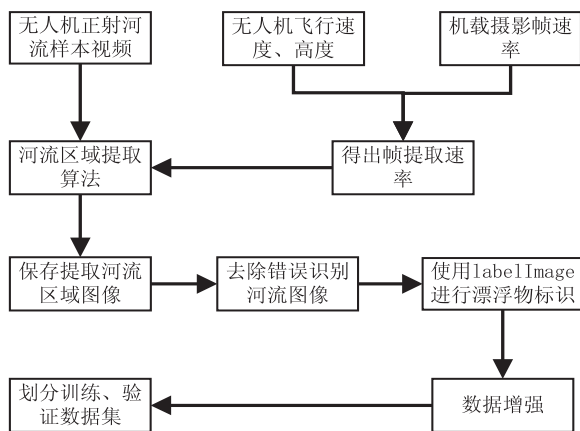 无人机正射河
流样本视频
无人机飞行速
度、高度
机载摄影帧速
率
河流区域提取
算法
得出帧提取速
率
保存提取河流
区域图像
去除错误识别
河流图像
使用labelImage
进行漂浮物标识
划分训练、验
证数据集
数据增强